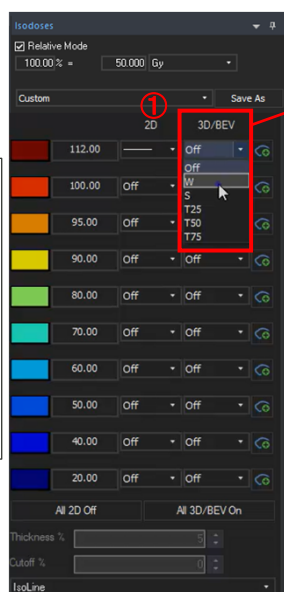 Isodoses
Relative Mode
100.00 % = 50.000 Gy
Custom Save As
①
2D 3D/BEV
112.00 Off
Off
100.00 Off W
S
95.00 Off T25
T50
T75
90.00 Off Off
80.00 Off Off
70.00 Off Off
60.00 Off Off
50.00 Off Off
40.00 Off Off
20.00 Off Off
All 2D Off All 3D/BEV On
Thickness % 5
Cutoff % 0
IsoLine